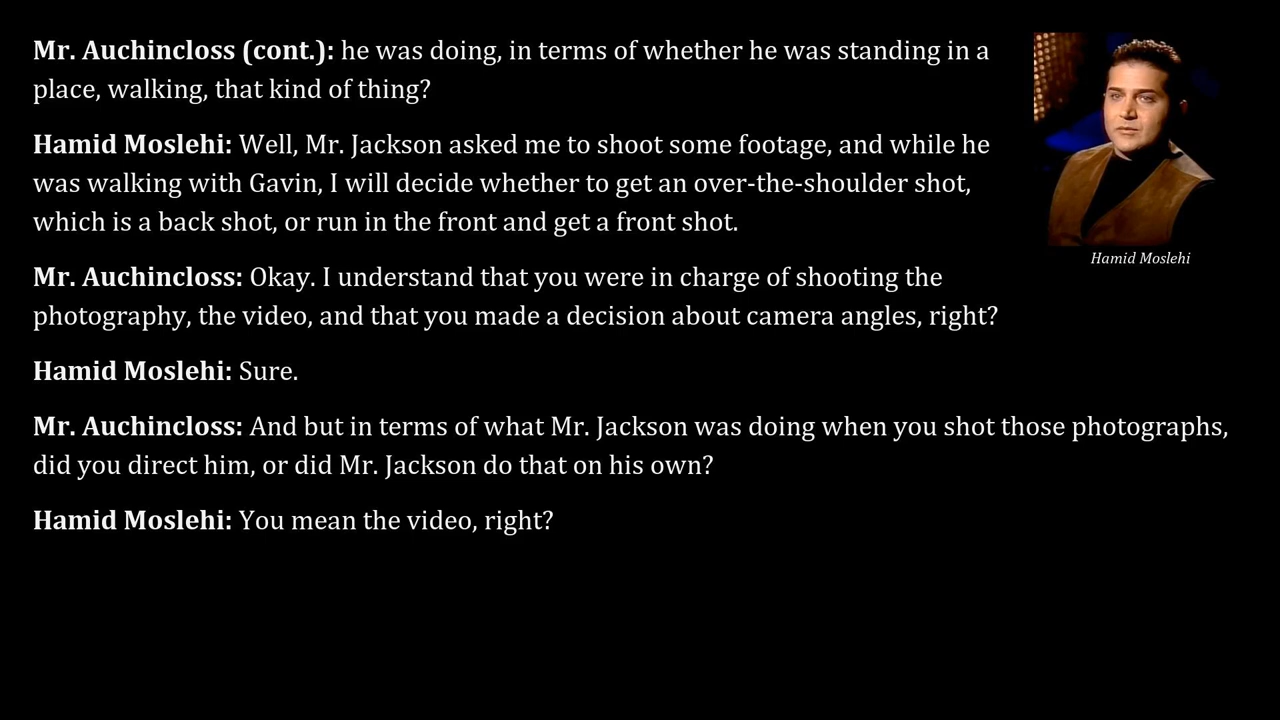 Mr. Auchincloss (cont.): he was doing, in terms of whether he was standing in a
place, walking, that kind of thing?
Hamid Moslehi: Well, Mr. Jackson asked me to shoot some footage, and while he
was walking with Gavin, I will decide whether to get an over-the-shoulder shot,
which is a back shot, or run in the front and get a front shot.
Hamid Moslehi
Mr. Auchincloss: Okay. I understand that you were in charge of shooting the
photography, the video, and that you made a decision about camera angles, right?
Hamid Moslehi: Sure.
Mr. Auchincloss: And but in terms of what Mr. Jackson was doing when you shot those photographs,
did you direct him, or did Mr. Jackson do that on his own?
Hamid Moslehi: You mean the video, right?